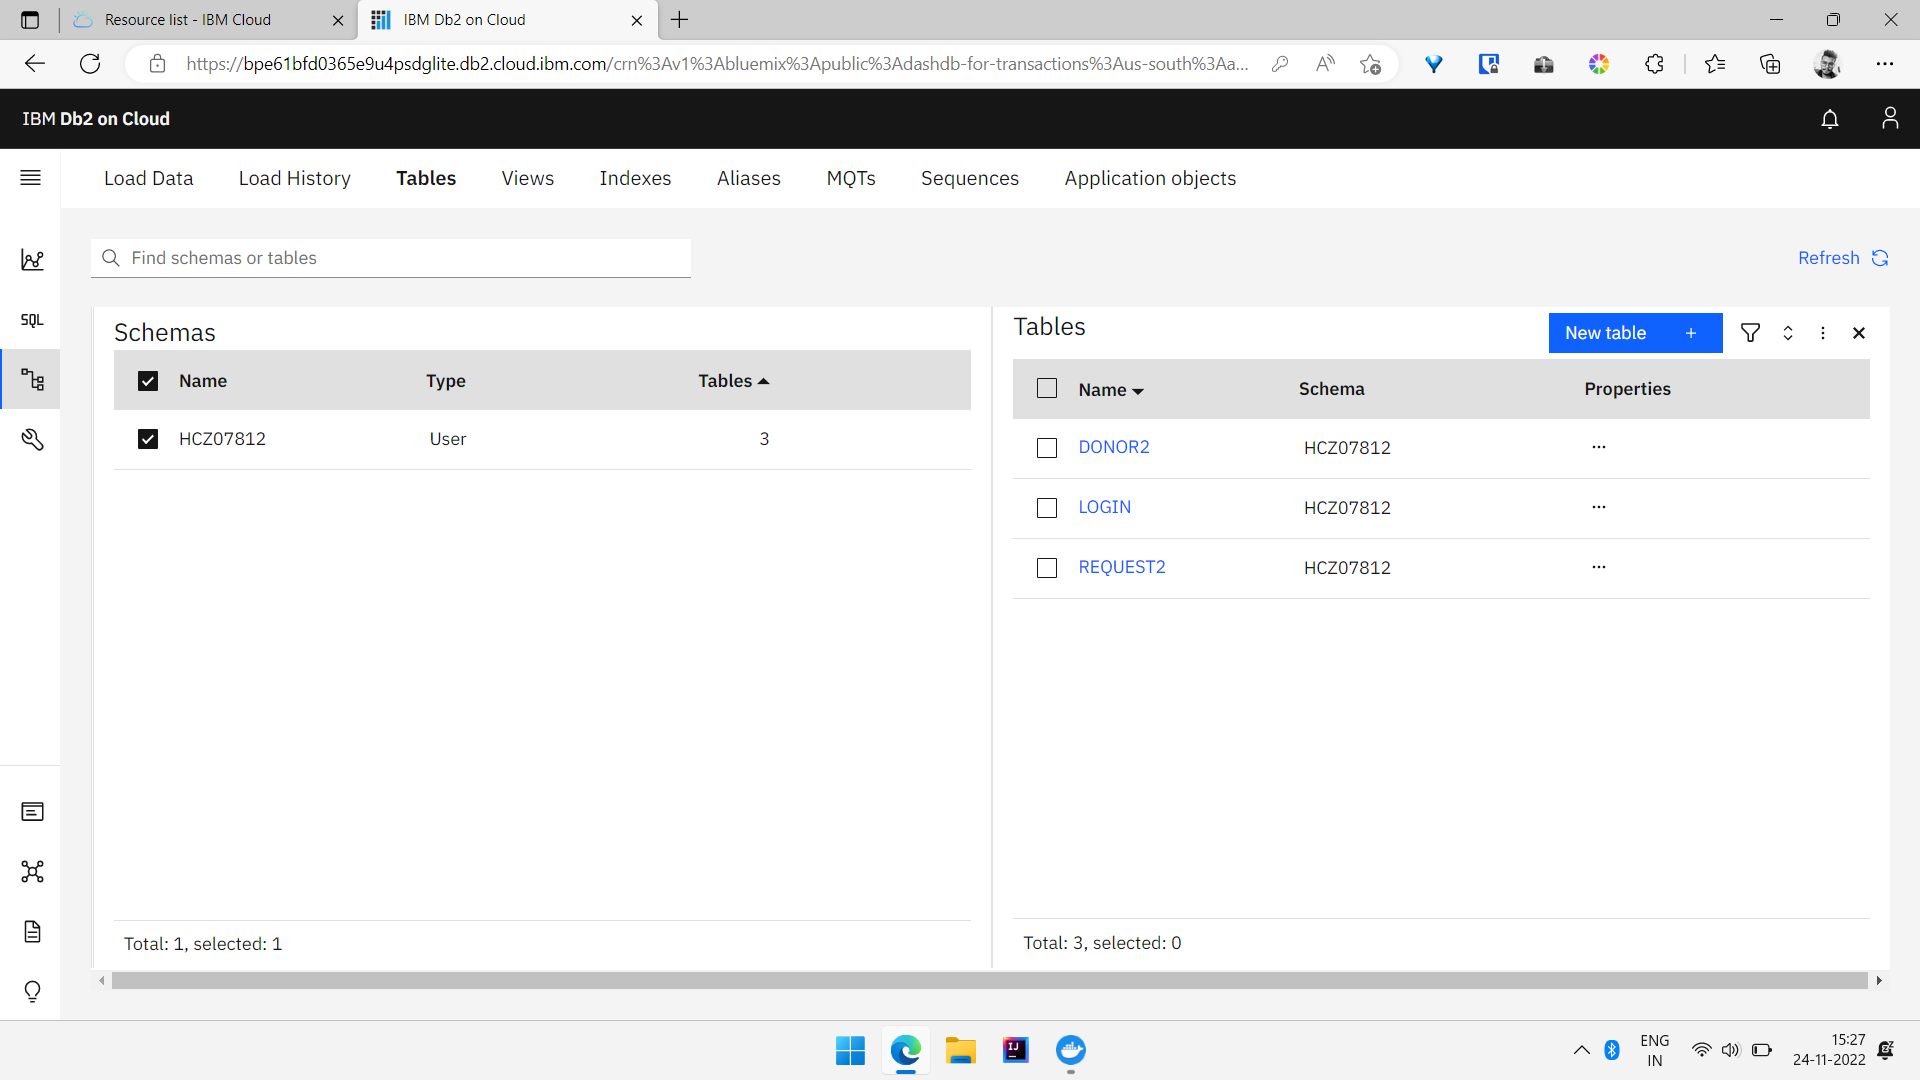 Resource list - IBM Cloud
IBM Db2 on Cloud
https://bpe61bfd0365e9u4psdglite.db2.cloud.ibm.com/crn%3Av1%3Abluemix%3Apublic%3Adashdb-for-transactions%3Aus-south%3Aa...
IBM Db2 on Cloud
Load Data Load History Tables Views Indexes Aliases MQTs Sequences Application objects
SQL
Find schemas or tables
Refresh
Schemas
Name Type Tables
HCZ07812 User 3
Total: 1, selected: 1
Tables
New table +
Name Schema Properties
DONOR2 HCZ07812 ...
LOGIN HCZ07812 ...
REQUEST2 HCZ07812 ...
Total: 3, selected: 0
IJ
ENG
IN
15:27
24-11-2022